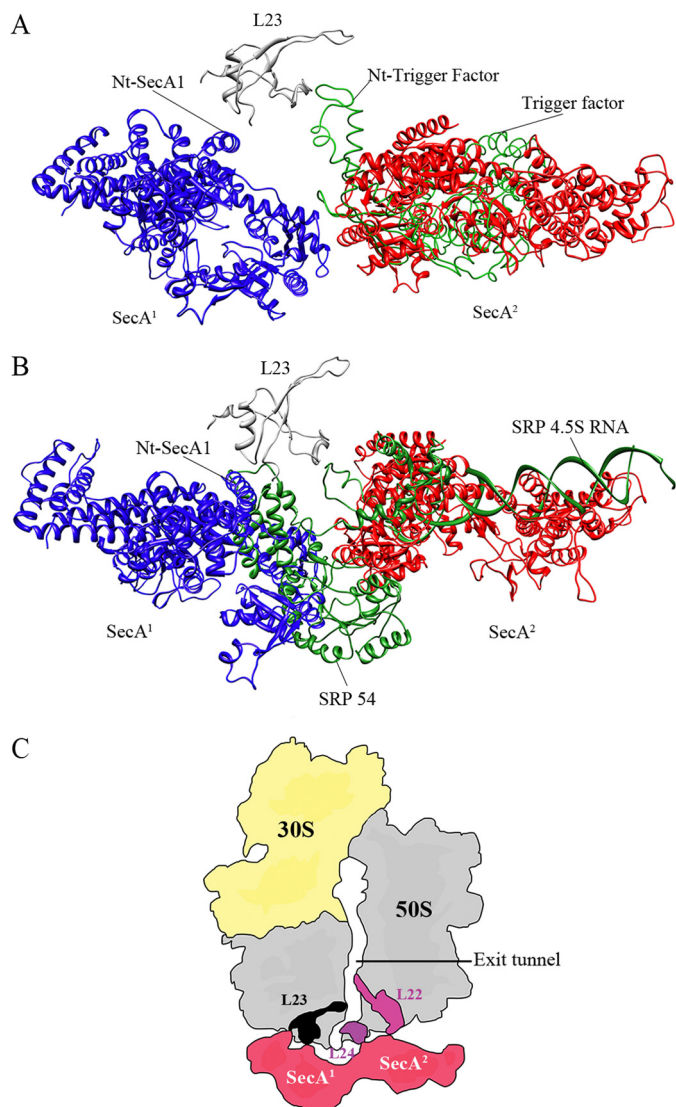 A
L23
Nt-SecA1
Nt-Trigger Factor
Trigger factor
SecA¹
SecA²
B
L23
SRP 4.5S RNA
Nt-SecA1
SecA¹
SecA²
SRP 54
C
30S
50S
Exit tunnel
L23
L22
L24
SecA¹
SecA²